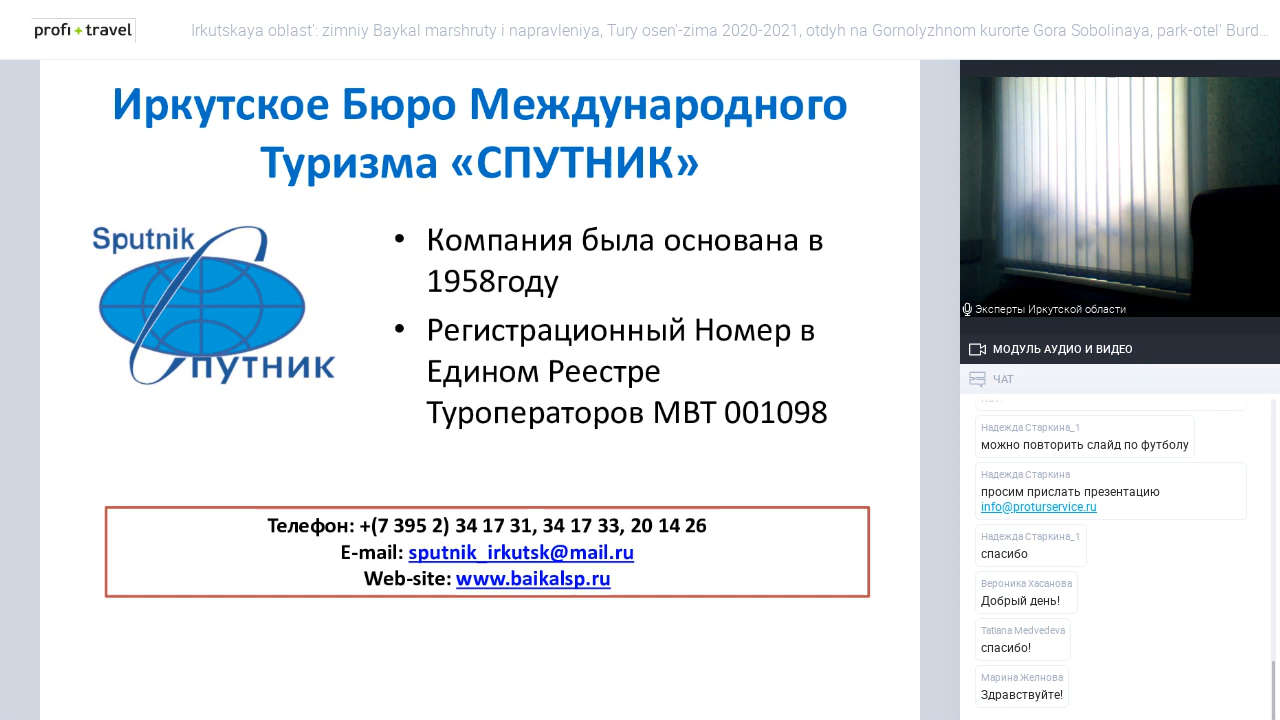 profi + travel
Irkutskaya oblast': zimniy Baykal marshruty i napravleniya, Tury osen'-zima 2020-2021, otdyh na Gornolyzhnom kurorte Gora Sobolinaya, park-otel' Burd...
Иркутское Бюро Международного
Туризма «СПУТНИК»
Sputnik
Спутник
• Компания была основана в
1958году
• Регистрационный Номер в
Едином Реестре
Туроператоров МВТ 001098
Телефон: +(7 395 2) 34 17 31, 34 17 33, 20 14 26
E-mail: sputnik_irkutsk@mail.ru
Web-site: www.baikalsp.ru
Эксперты Иркутской области
МОДУЛЬ АУДИО И ВИДЕО
ЧАТ
Надежда Старкина_1
можно повторить слайд по футболу
Надежда Старкина
просим прислать презентацию
info@proturservice.ru
Надежда Старкина_1
спасибо
Вероника Хасанова
Добрый день!
Tatiana Medvedeva
спасибо!
Марина Желнова
Здравствуйте!